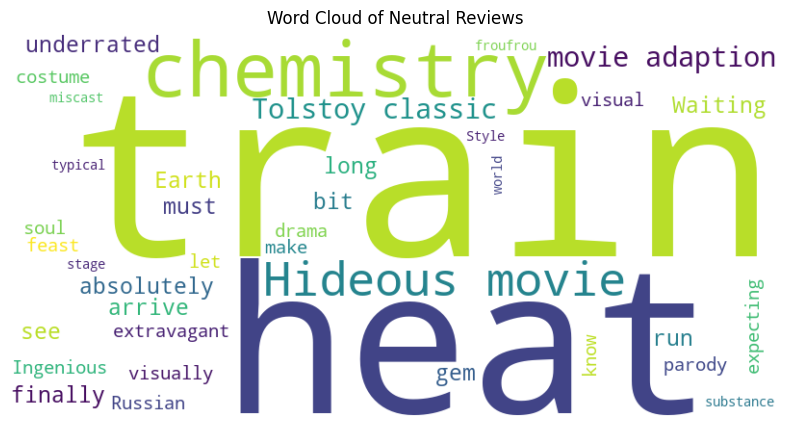 Word Cloud of Neutral Reviews
underrated
chemistry
froufrou
movie adaption
costume
miscast
Tolstoy classic
visual
Waiting
train
Style
typical
Earth
long
world
must
bit
soul
drama
feast
make
stage
let
absolutely
Hideous movie
heat
arrive
expecting
see
extravagant
know
run
Ingenious
visually
gem
parody
finally
Russian
substance